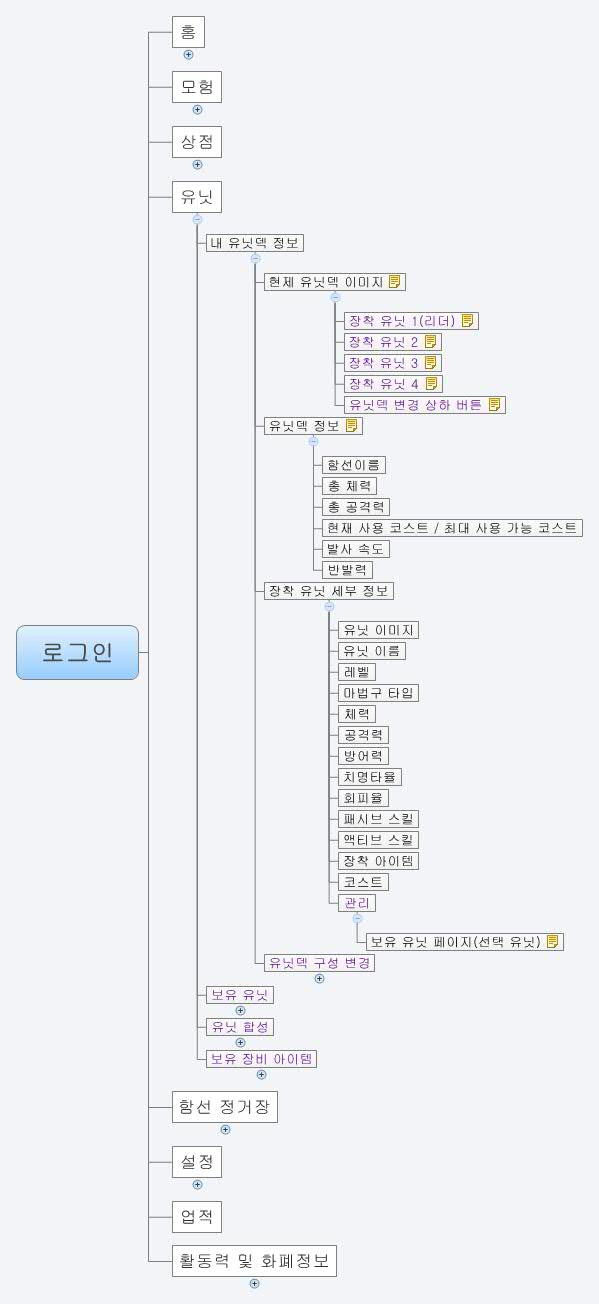 홈
모험
상점
유닛
내 유닛덱 정보
현제 유닛덱 이미지
장착 유닛 1(리더)
장착 유닛 2
장착 유닛 3
장착 유닛 4
유닛덱 변경 상하 버튼
유닛덱 정보
함선이름
총 체력
총 공격력
현재 사용 코스트 / 최대 사용 가능 코스트
발사 속도
반발력
장착 유닛 세부 정보
유닛 이미지
유닛 이름
로그인
레벨
마법구 타입
체력
공격력
방어력
치명타율
회피율
패시브 스킬
액티브 스킬
장착 아이템
코스트
관리
보유 유닛 페이지(선택 유닛)
유닛덱 구성 변경
보유 유닛
유닛 합성
보유 장비 아이템
함선 정거장
설정
업적
활동력 및 화폐정보